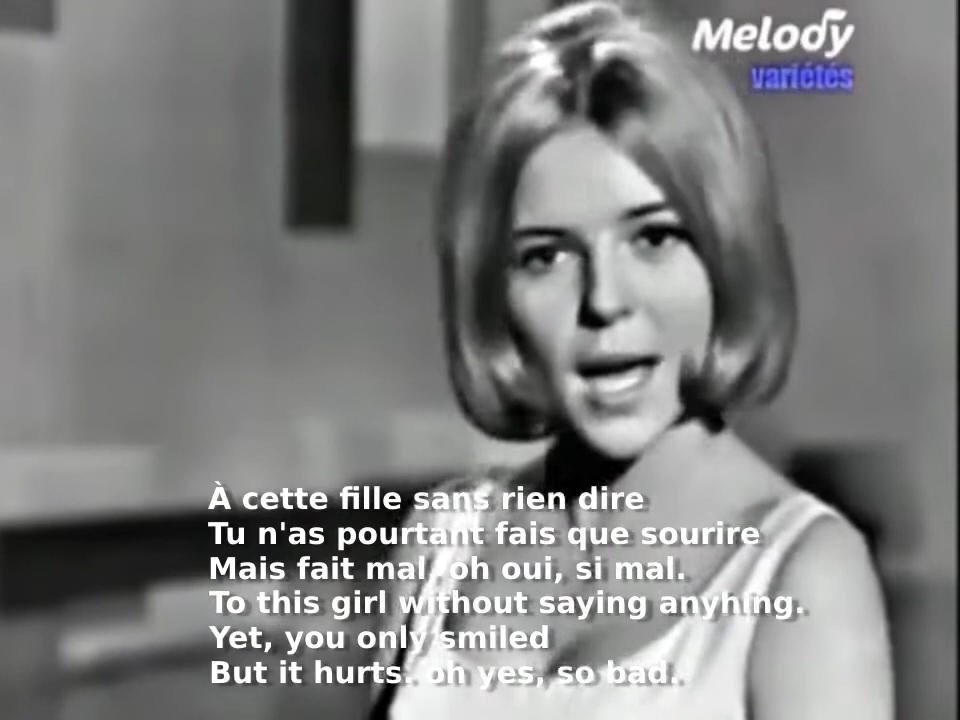 Melody
variétés
À cette fille sans rien dire
Tu n'as pourtant fais que sourire
Mais fait mal, oh oui, si mal.
To this girl without saying anyhing.
Yet, you only smiled
But it hurts. oh yes, so bad.